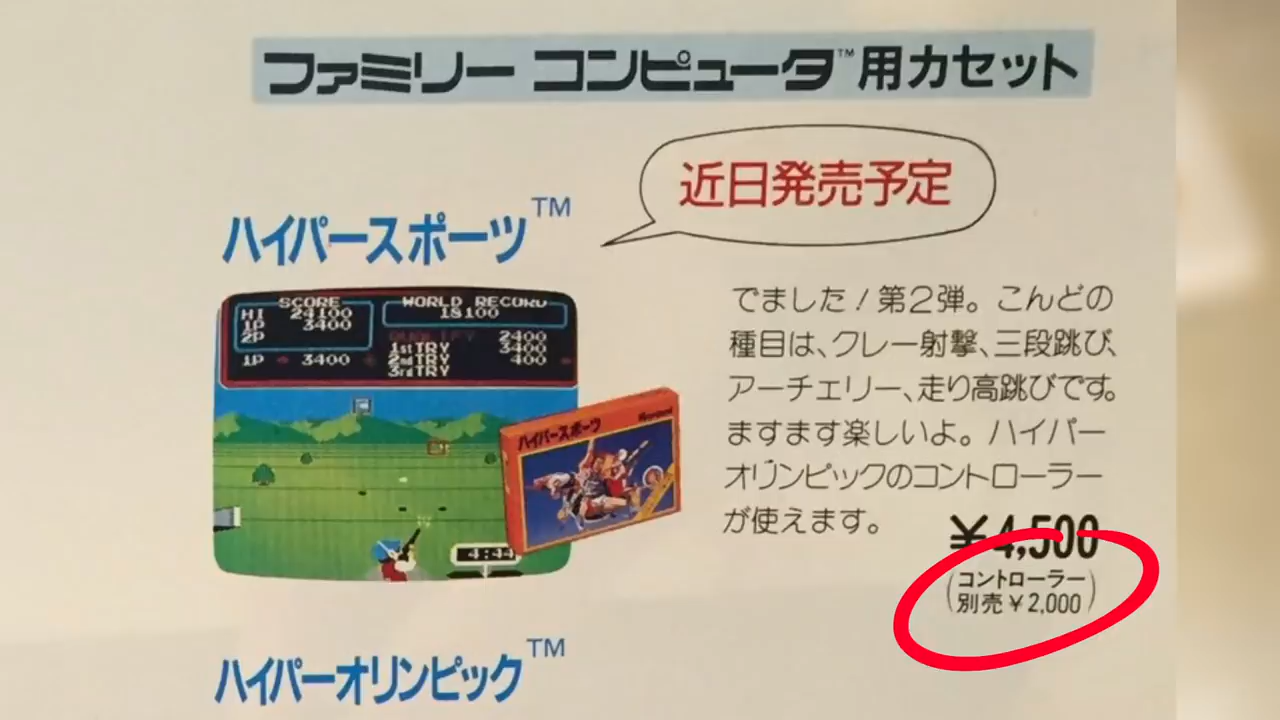 ファミリー コンピュータ™用カセット
近日発売予定
ハイパースポーツ™
SCORE
HI 24100
1P 3400
2P
1P 3400
WORLD RECORD
18100
QUALIFY 2400
1st TRY 3400
2nd TRY 400
3rd TRY
4:44
ハイパースポーツ
Konami
でました！第2弾。こんどの
種目は、クレー射撃、三段跳び、
アーチェリー、走り高跳びです。
ますます楽しいよ。ハイパー
オリンピックのコントローラー
が使えます。
¥4,500
(コントローラー
別売¥2,000)
ハイパーオリンピック™